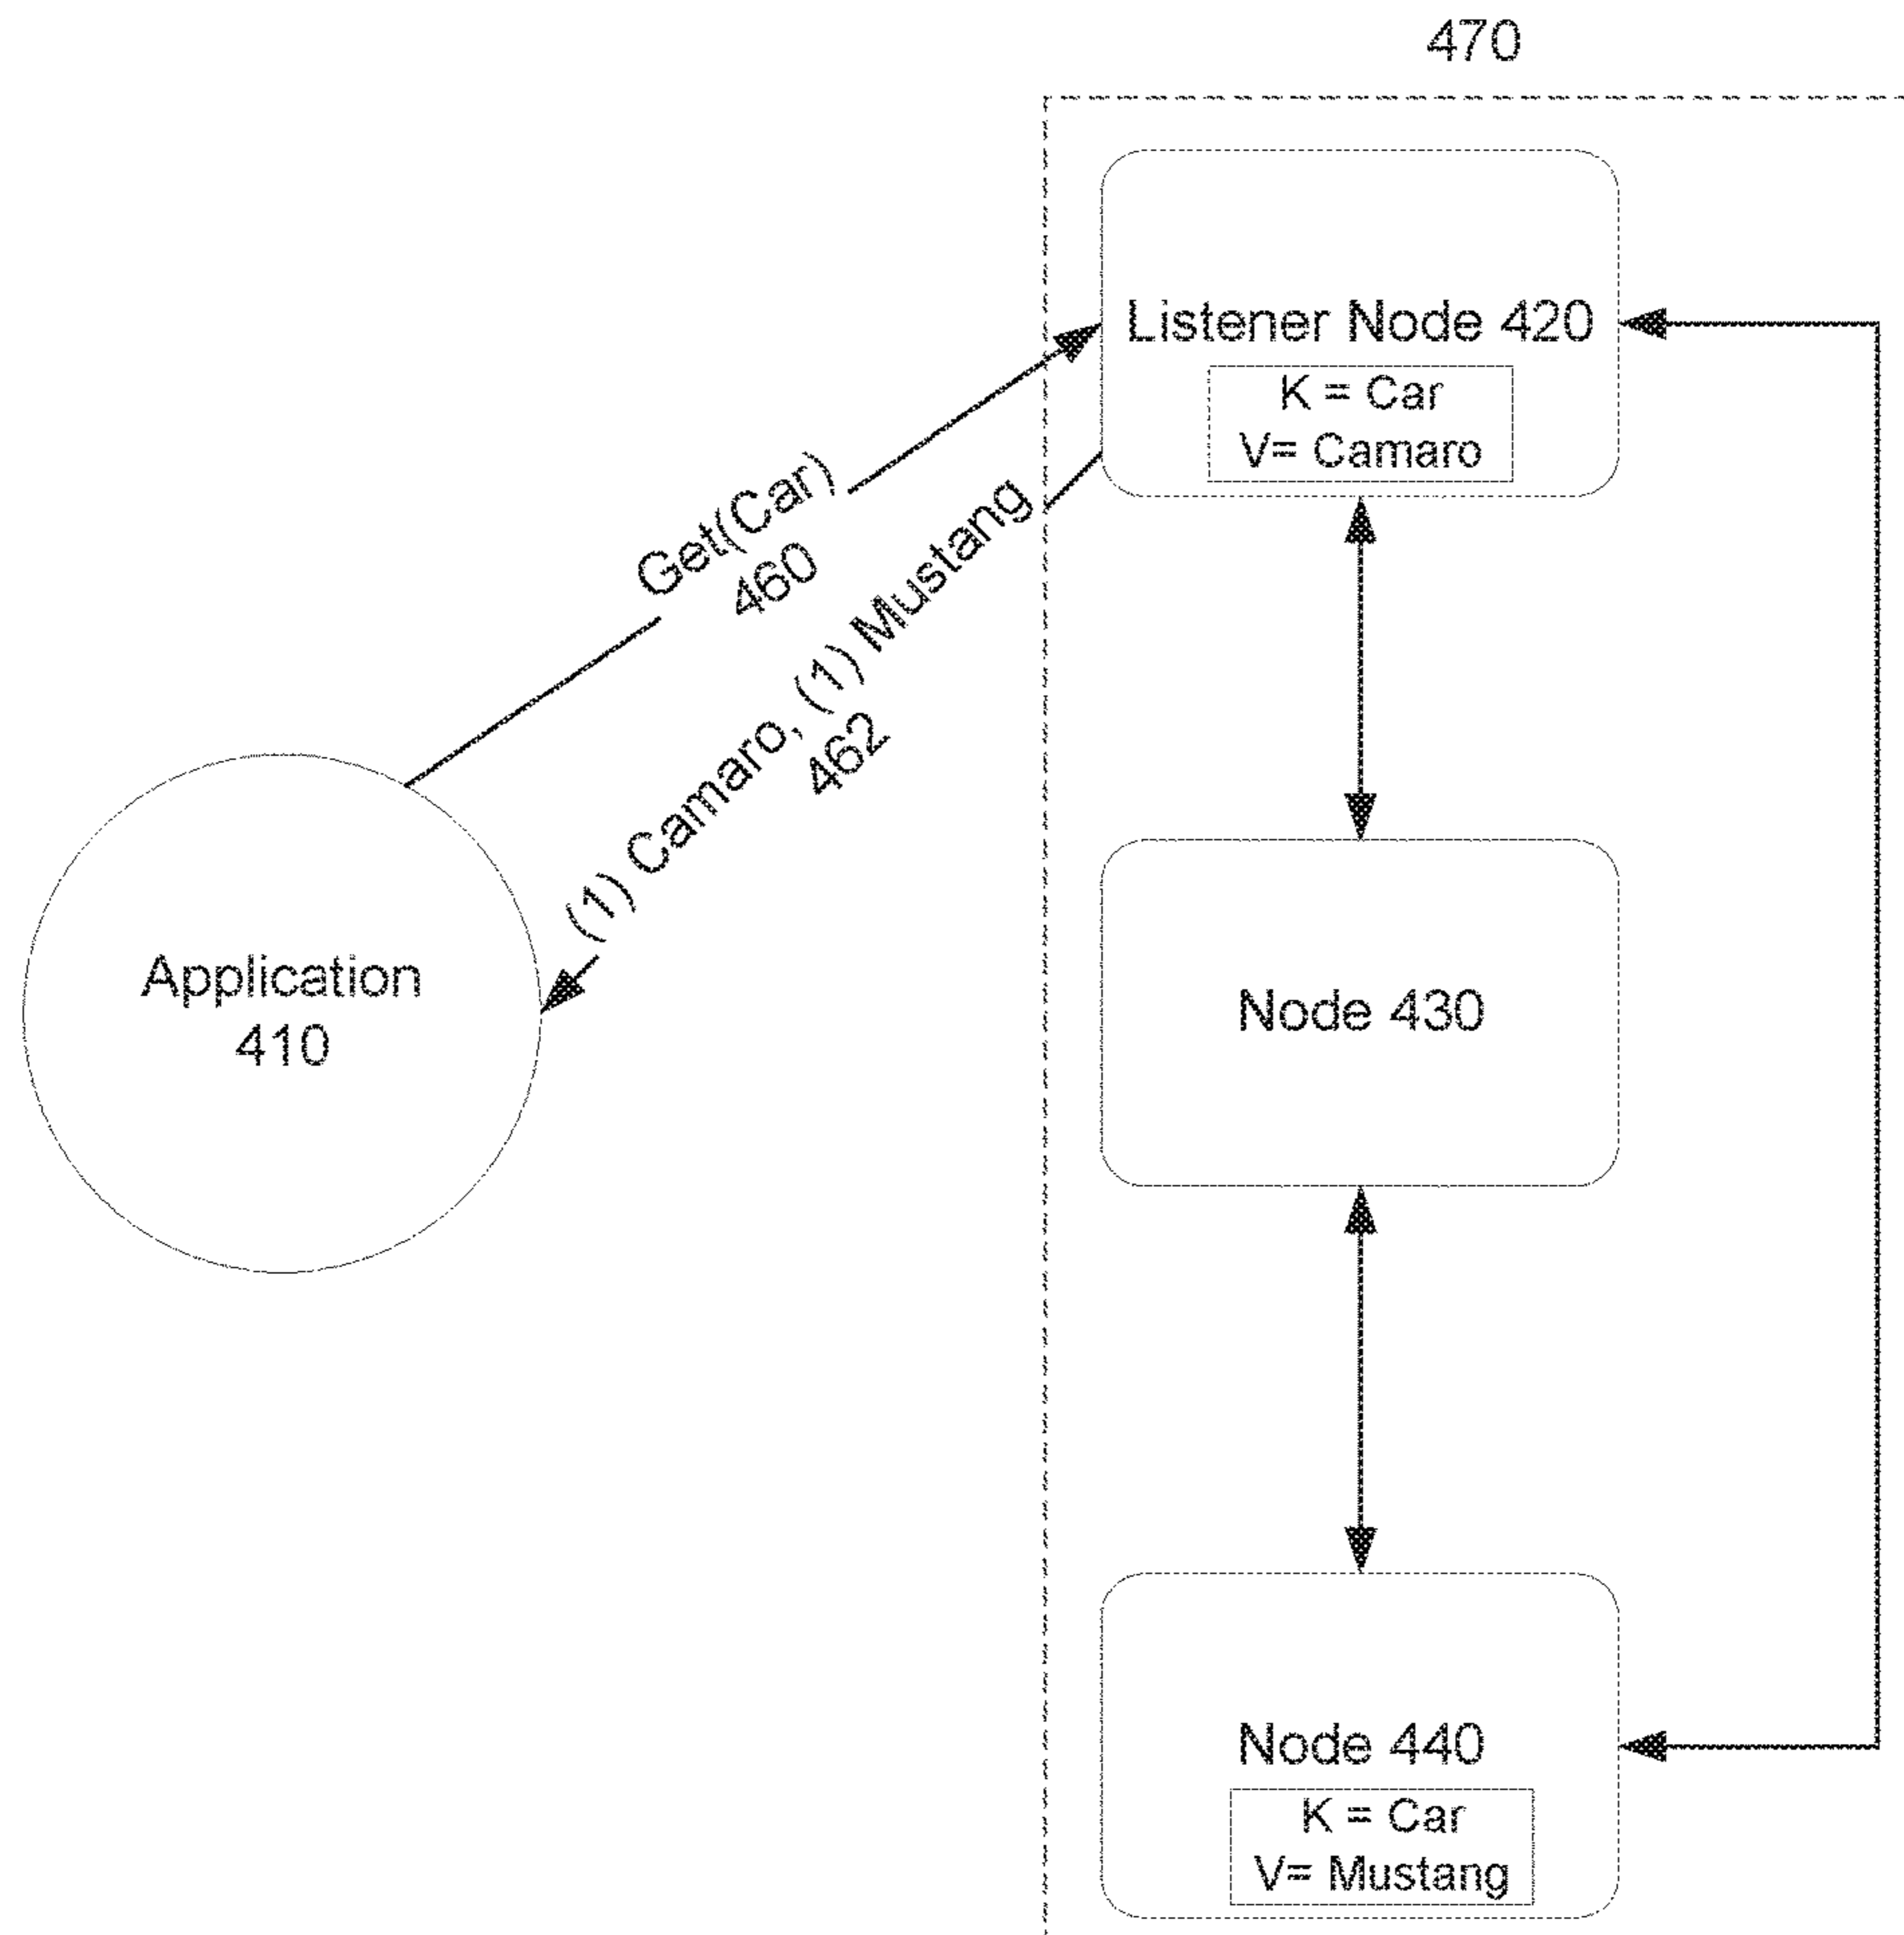 470
Listener Node 420
K = Car
V= Camaro
Get(Car)
460
(1) Camaro, (1) Mustang
462
Application
410
Node 430
Node 440
K = Car
V= Mustang